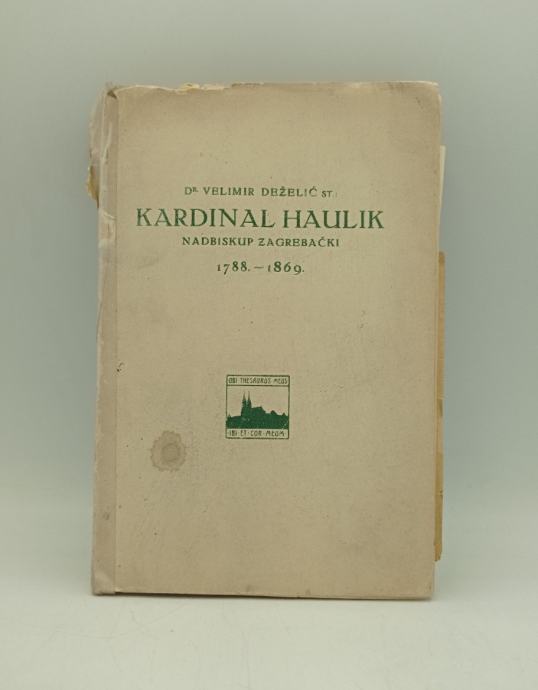 DR. VELIMIR DEŽELIĆ ST.:
KARDINAL HAULIK
NADBISKUP ZAGREBAČKI
1788. – 1869.
UBI THESAURUS MEUS
IBI ET COR MEUM